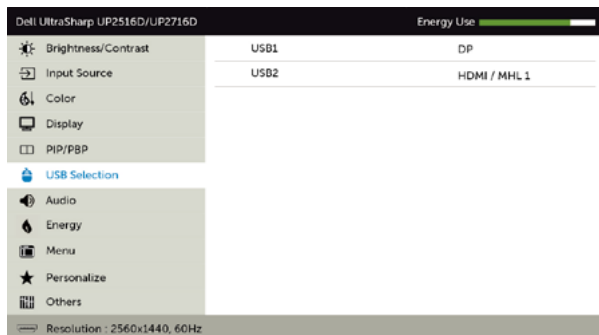 Dell UltraSharp UP2516D/UP2716D Energy Use
Brightness/Contrast USB1 DP
Input Source USB2 HDMI / MHL 1
Color
Display
PIP/PBP
USB Selection
Audio
Energy
Menu
Personalize
Others
Resolution : 2560x1440, 60Hz